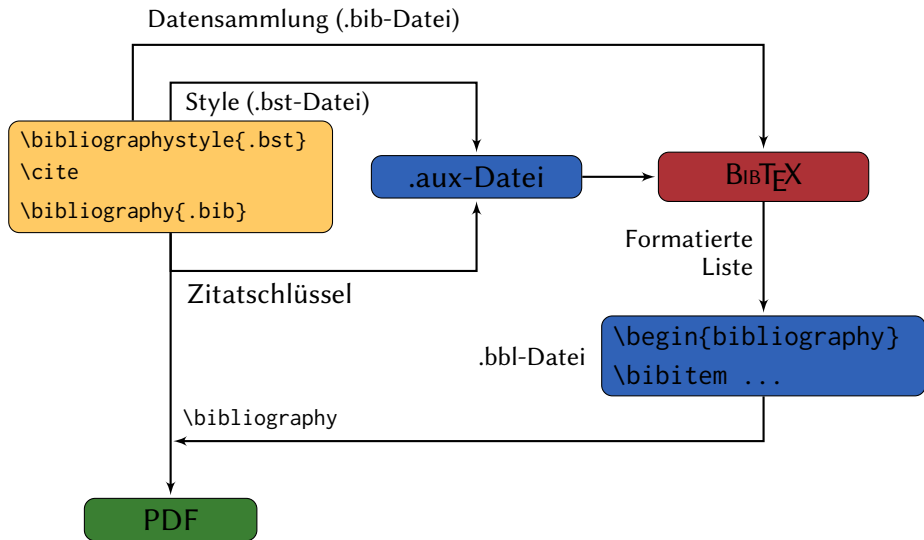 Datensammlung (.bib-Datei)
Style (.bst-Datei)
\bibliographystyle{.bst}
\cite
\bibliography{.bib}
.aux-Datei
BIBTEX
Zitatschlüssel
Formatierte
Liste
.bbl-Datei
\begin{bibliography}
\bibitem ...
\bibliography
PDF